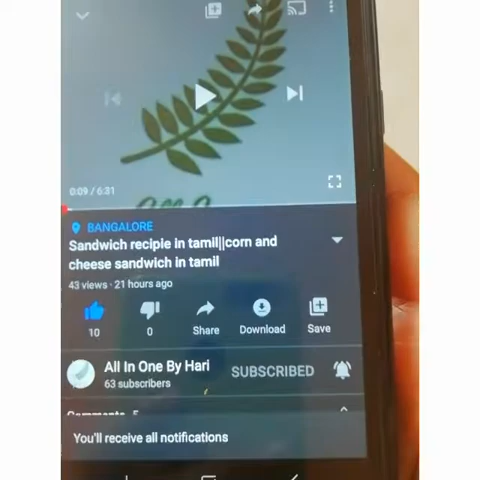 0:09 / 6:31
BANGALORE
Sandwich recipie in tamil||corn and
cheese sandwich in tamil
43 views · 21 hours ago
10
0
Share
Download
Save
All In One By Hari
63 subscribers
SUBSCRIBED
Comments 5
You'll receive all notifications